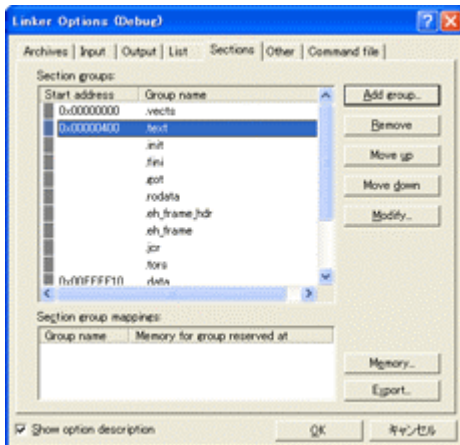 Linker Options (Debug)
Archives Input Output List Sections Other Command file
Section groups:
Start address Group name
0x00000000 .vects
0x00000400 .text
.init
.fini
.got
.rodata
.eh_frame_hdr
.eh_frame
.jcr
.tors
.data
Add group...
Remove
Move up
Move down
Modify...
Section group mappings:
Group name Memory for group reserved at
Memory...
Export...
Show option description
OK
キャンセル